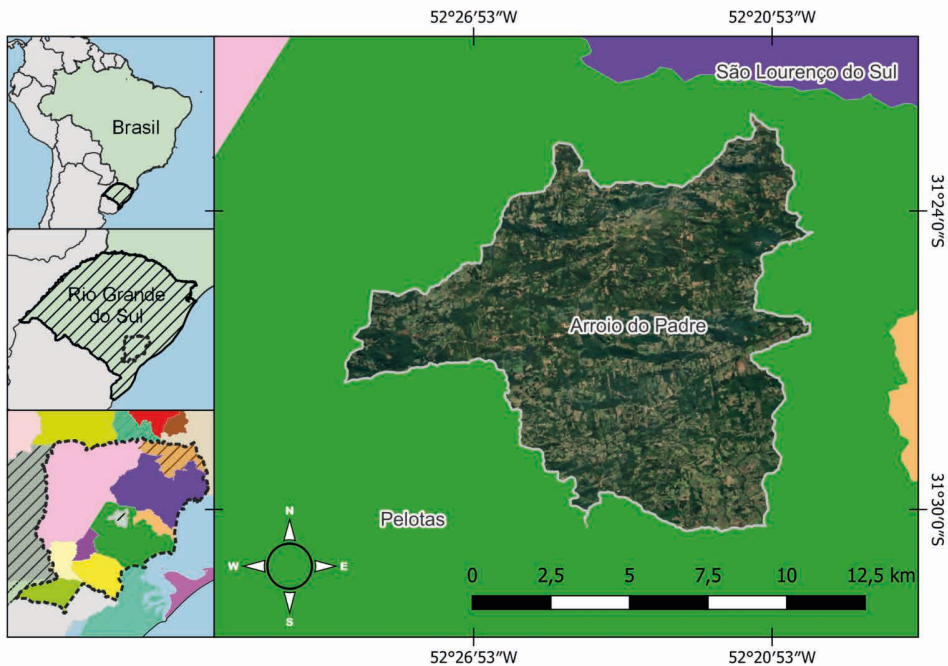 52°26′53″W
52°20′53″W
São Lourenço do Sul
Brasil
31°24′0″S
Rio Grande
do Sul
Arroio do Padre
31°30′0″S
Pelotas
N
W
E
S
0
2,5
5
7,5
10
12,5 km
52°26′53″W
52°20′53″W